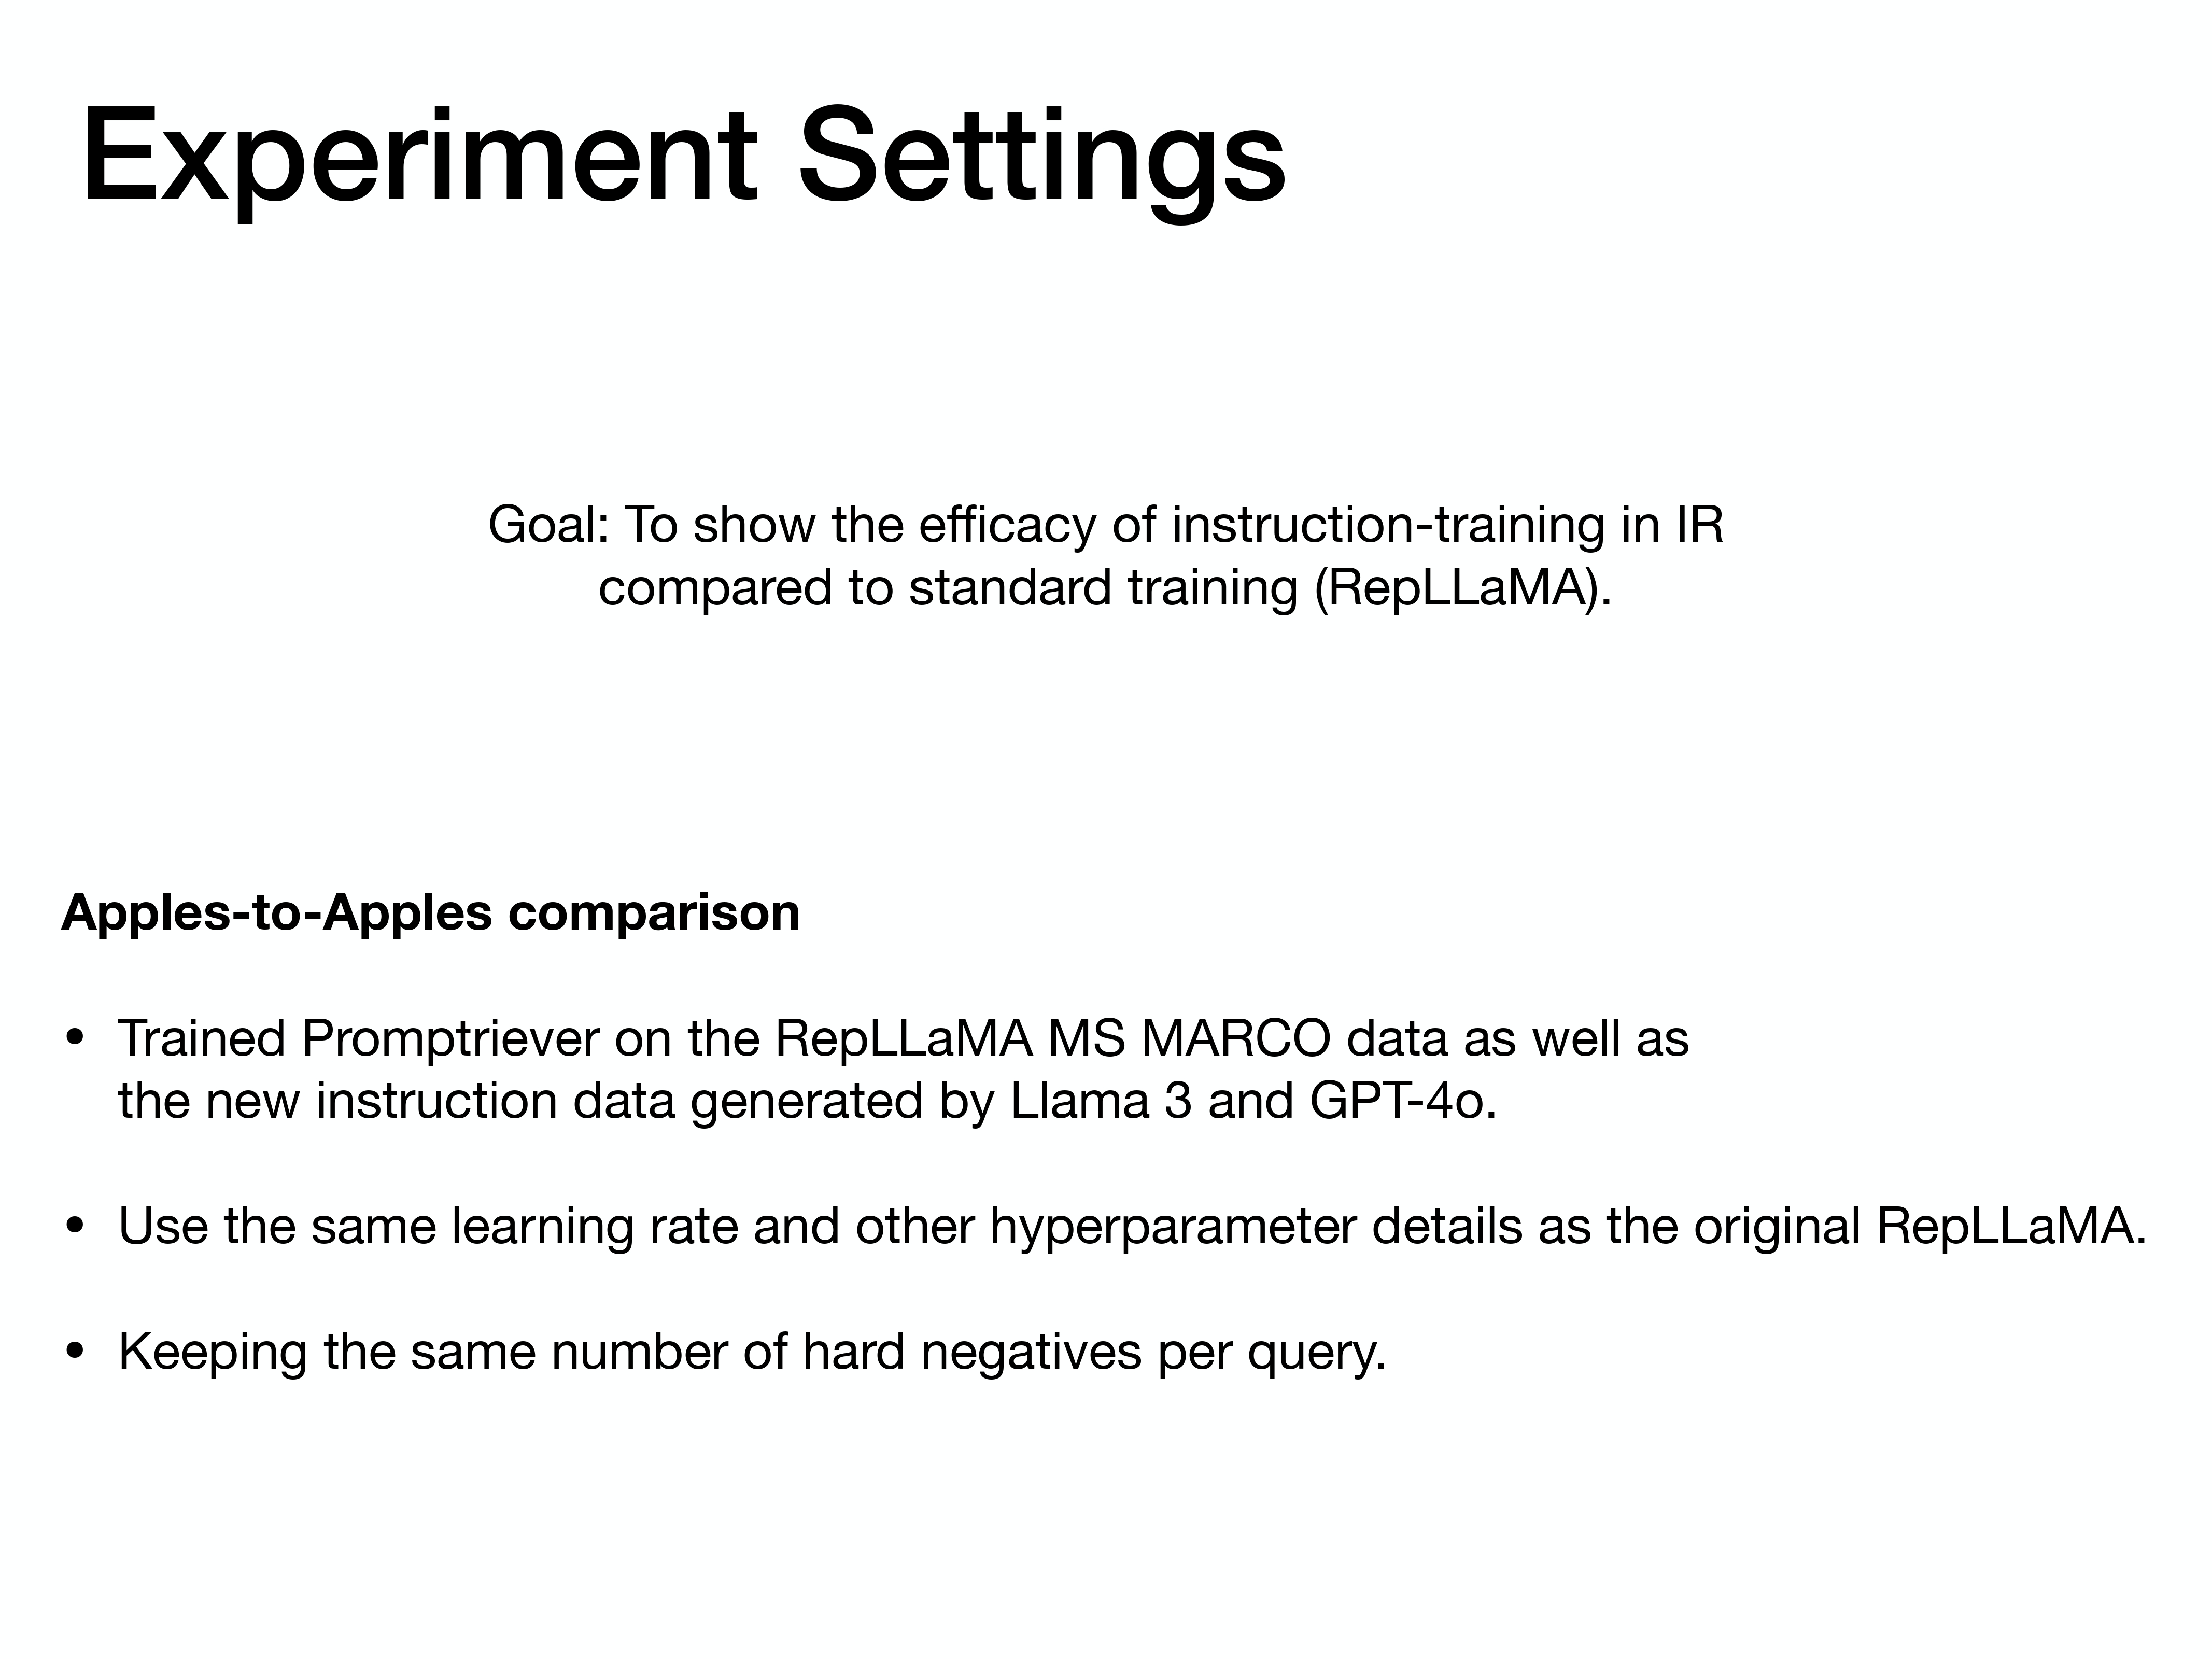 Experiment Settings
Goal: To show the efficacy of instruction-training in IR
compared to standard training (RepLLaMA).
Apples-to-Apples comparison
• Trained Promptriever on the RepLLaMA MS MARCO data as well as
the new instruction data generated by Llama 3 and GPT-4o.
• Use the same learning rate and other hyperparameter details as the original RepLLaMA.
• Keeping the same number of hard negatives per query.